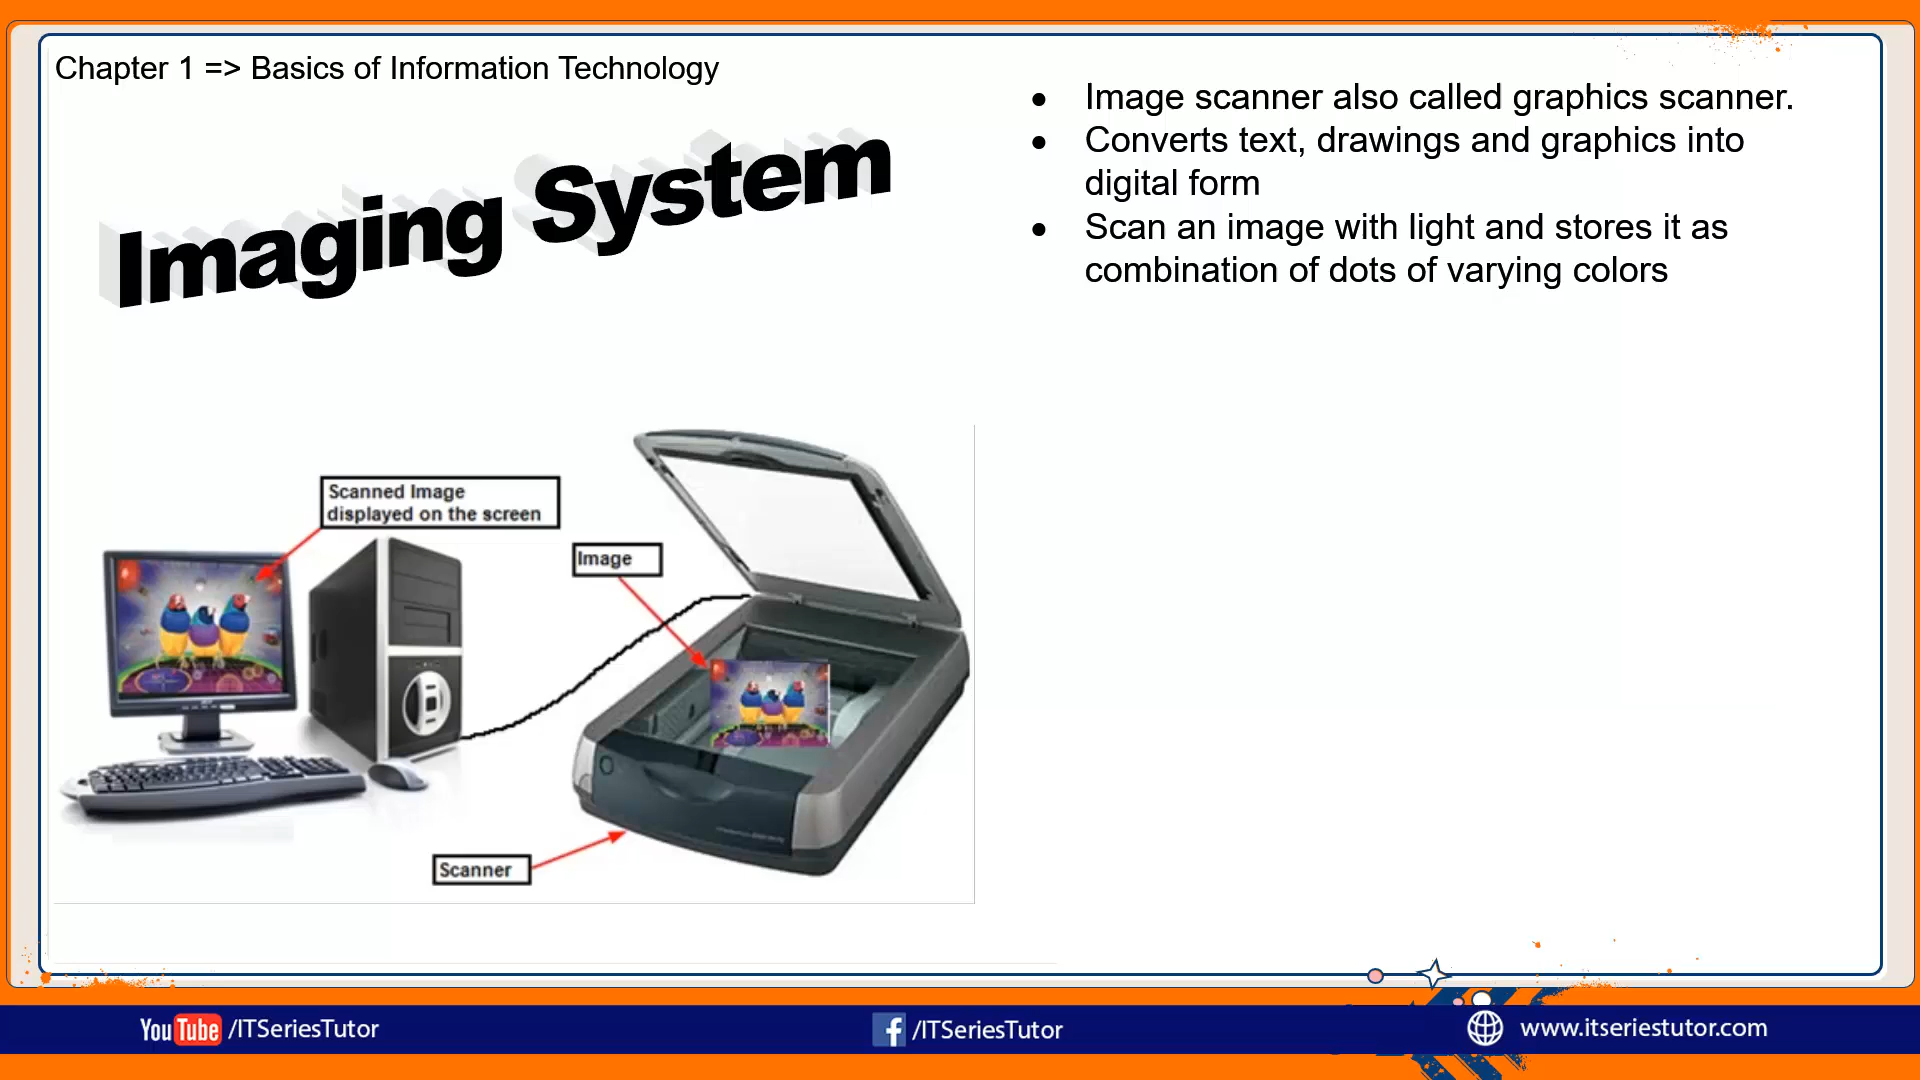 Chapter 1 => Basics of Information Technology
Imaging System
● Image scanner also called graphics scanner.
● Converts text, drawings and graphics into
digital form
● Scan an image with light and stores it as
combination of dots of varying colors
Scanned Image
displayed on the screen
Image
Scanner
YouTube /ITSeriesTutor
f /ITSeriesTutor
www.itseriestutor.com